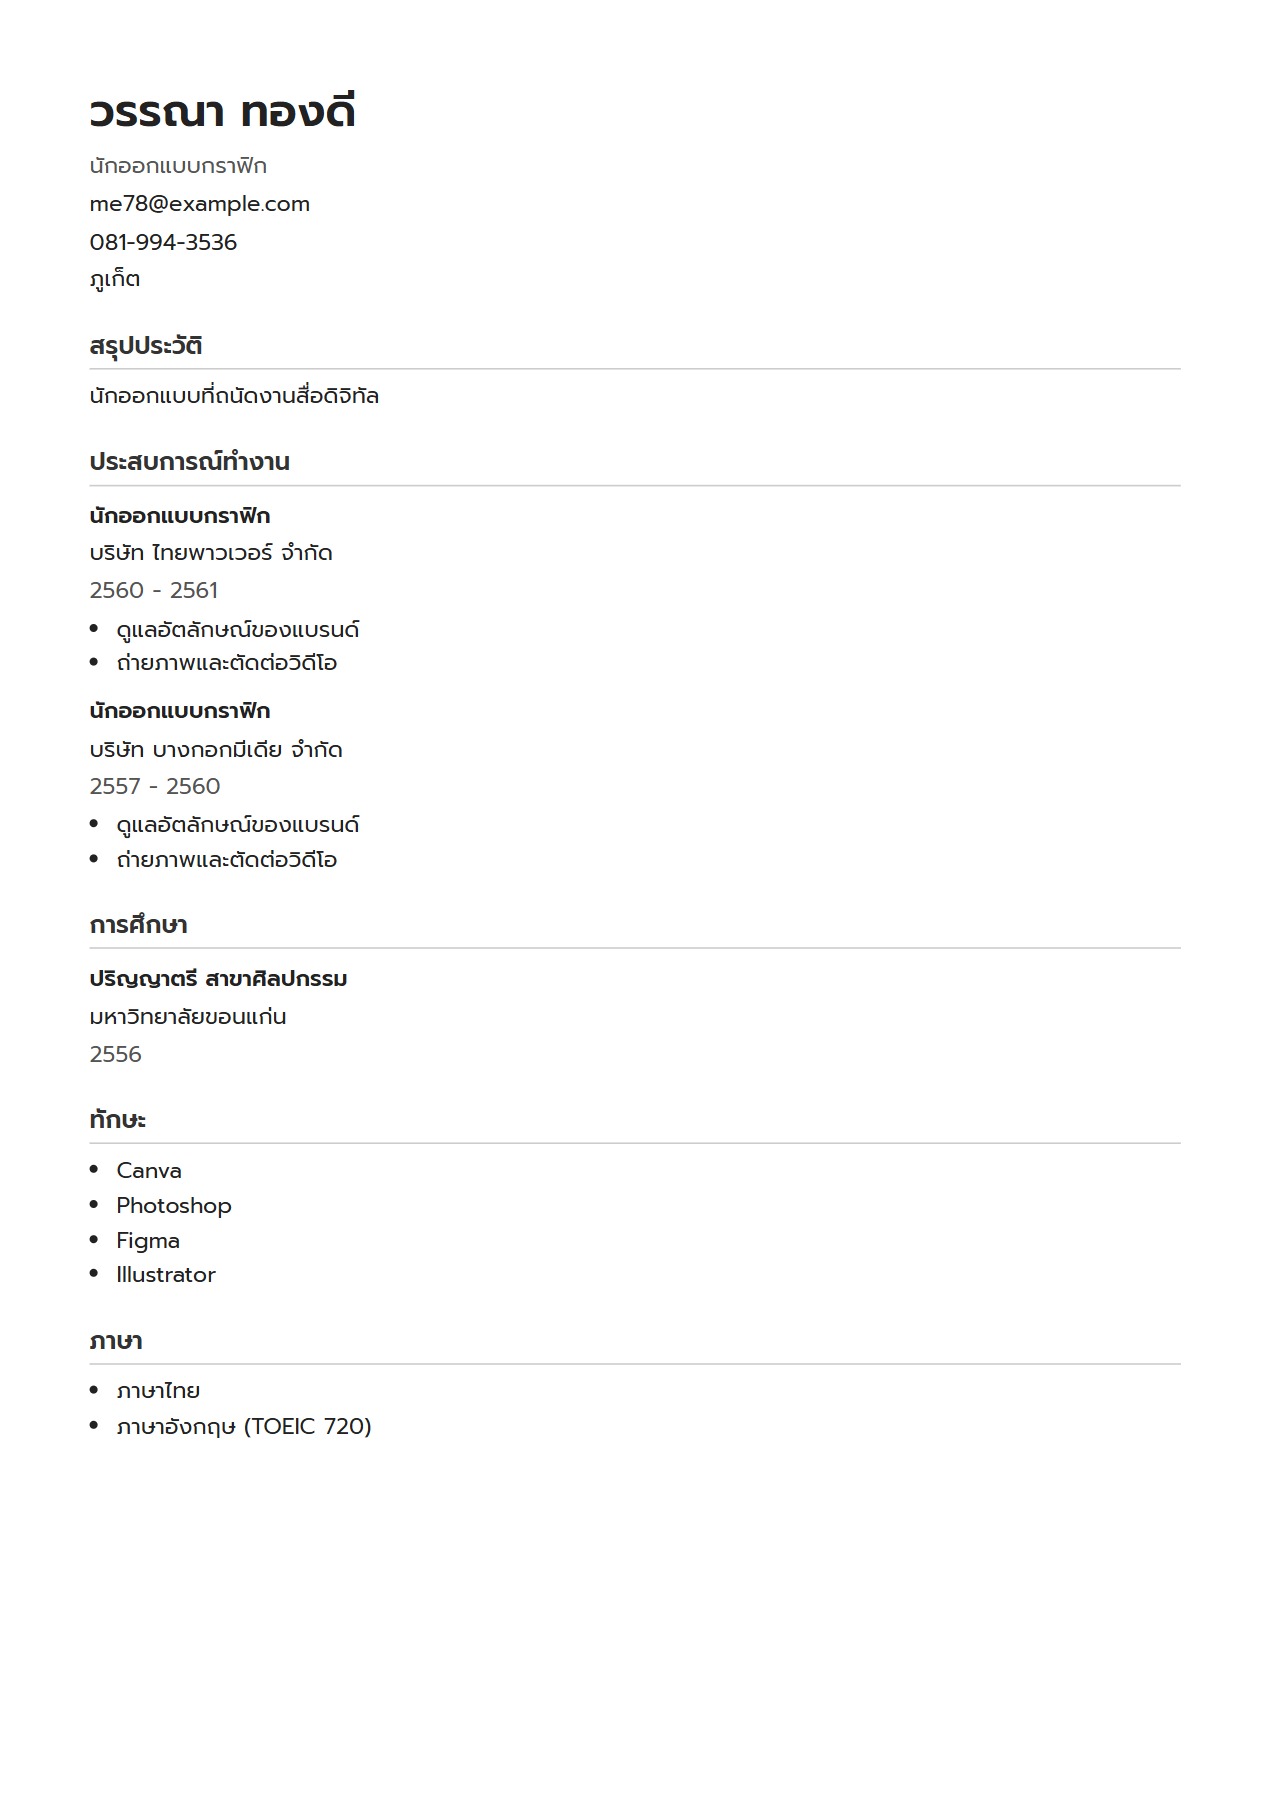 วรรณา ทองดี
นักออกแบบกราฟิก
me78@example.com
081-994-3536
ภูเก็ต
สรุปประวัติ
นักออกแบบที่ถนัดงานสื่อดิจิทัล
ประสบการณ์ทำงาน
นักออกแบบกราฟิก
บริษัท ไทยพาวเวอร์ จำกัด
2560 - 2561
• ดูแลอัตลักษณ์ของแบรนด์
• ถ่ายภาพและตัดต่อวิดีโอ
นักออกแบบกราฟิก
บริษัท บางกอกมีเดีย จำกัด
2557 - 2560
• ดูแลอัตลักษณ์ของแบรนด์
• ถ่ายภาพและตัดต่อวิดีโอ
การศึกษา
ปริญญาตรี สาขาศิลปกรรม
มหาวิทยาลัยขอนแก่น
2556
ทักษะ
• Canva
• Photoshop
• Figma
• Illustrator
ภาษา
• ภาษาไทย
• ภาษาอังกฤษ (TOEIC 720)